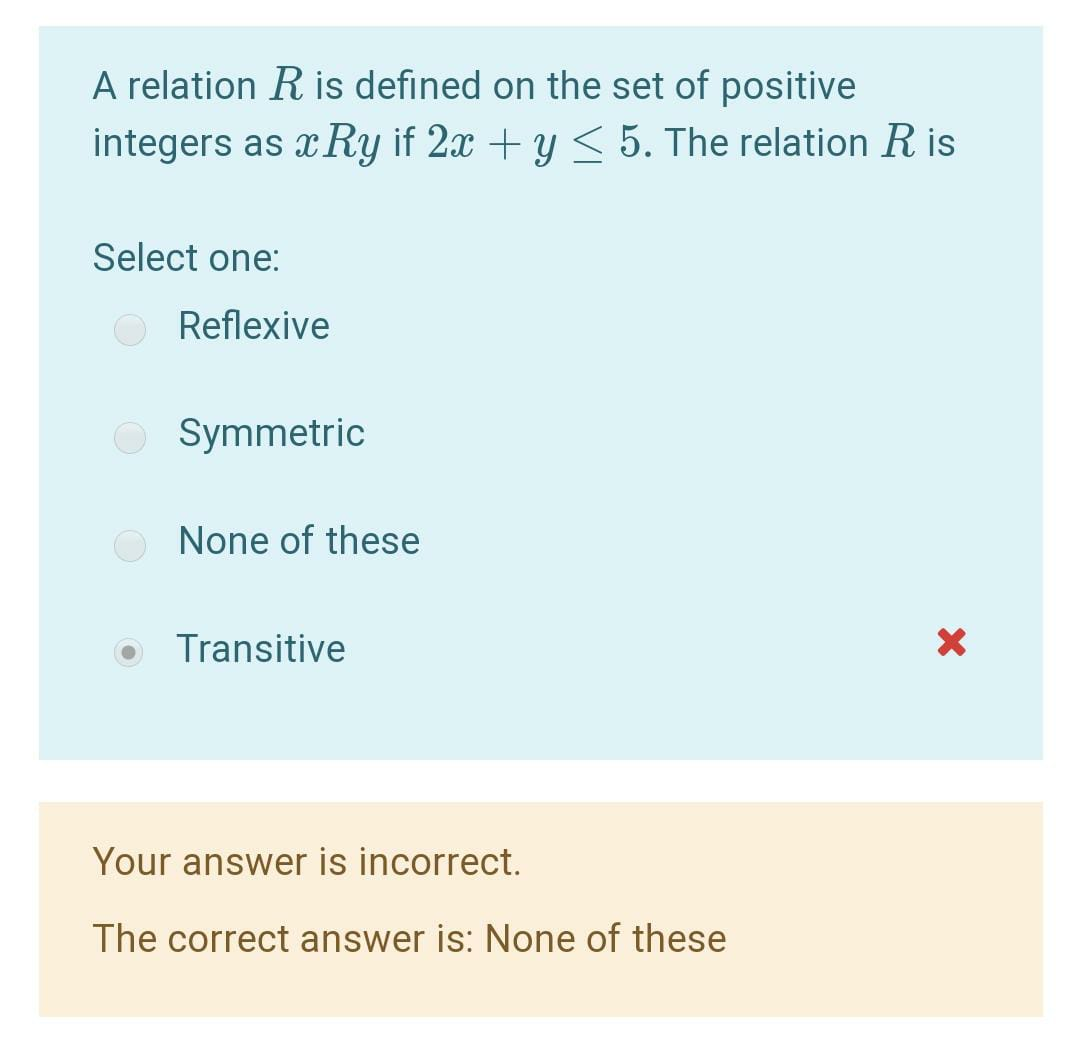 A relation R is defined on the set of positive
integers as xRy if 2x + y ≤ 5. The relation R is
Select one:
Reflexive
Symmetric
None of these
Transitive
Your answer is incorrect.
The correct answer is: None of these